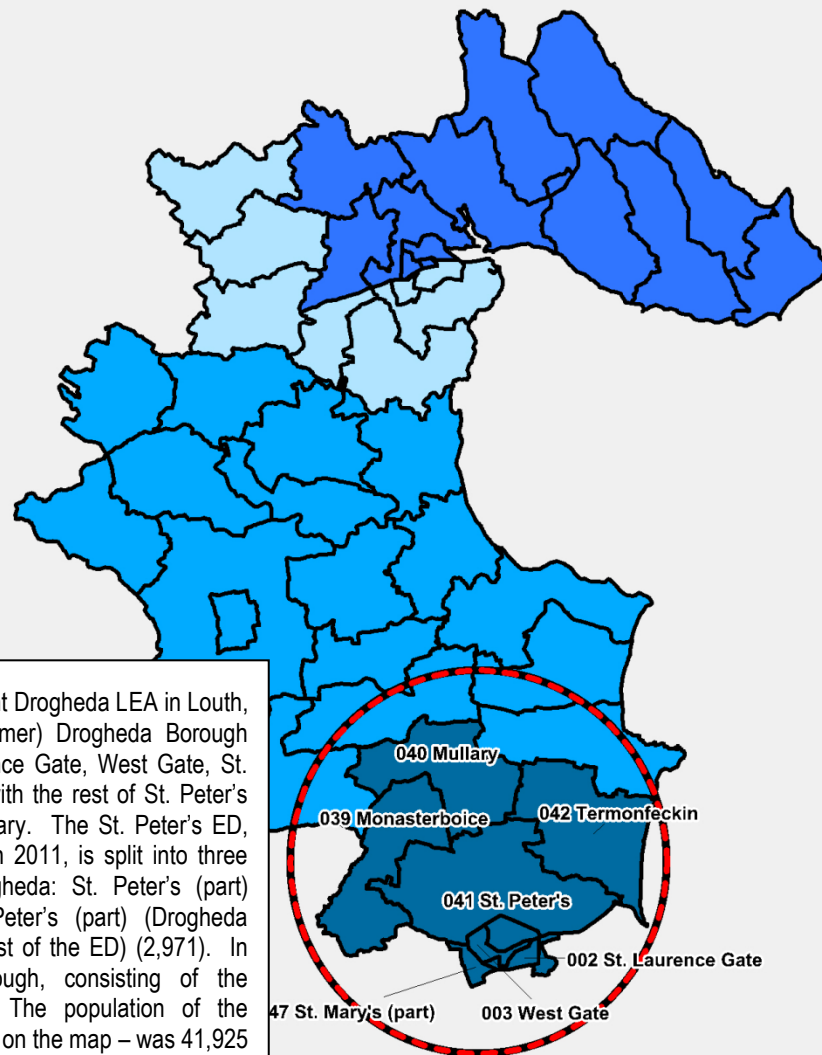 040 Mullary
039 Monasterboice
042 Termonfeckin
041 St. Peter's
002 St. Laurence Gate
47 St. Mary's (part)
003 West Gate
t Drogheda LEA in Louth,
mer) Drogheda Borough
nce Gate, West Gate, St.
with the rest of St. Peter's
ary. The St. Peter's ED,
n 2011, is split into three
gheda: St. Peter's (part)
Peter's (part) (Drogheda
st of the ED) (2,971). In
ough, consisting of the
The population of the
on the map – was 41,925